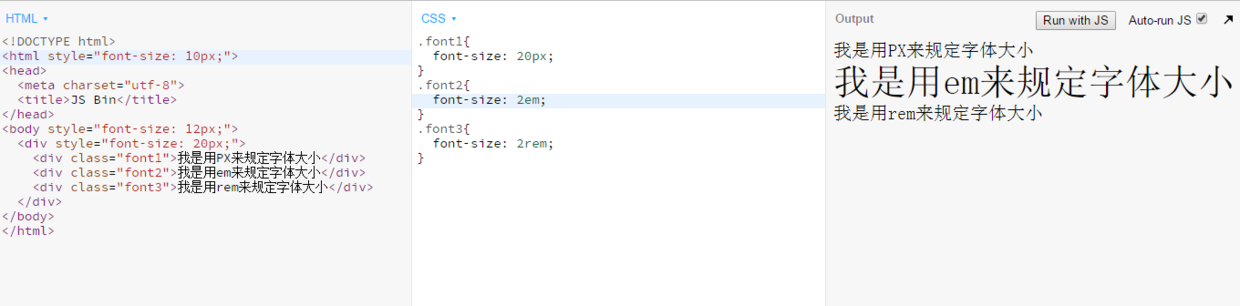 HTML
<!DOCTYPE html>
<html style="font-size: 10px;">
<head>
  <meta charset="utf-8">
  <title>JS Bin</title>
</head>
<body style="font-size: 12px;">
  <div style="font-size: 20px;">
    <div class="font1">我是用PX来规定字体大小</div>
    <div class="font2">我是用em来规定字体大小</div>
    <div class="font3">我是用rem来规定字体大小</div>
  </div>
</body>
</html>
CSS
.font1{
  font-size: 20px;
}
.font2{
  font-size: 2em;
}
.font3{
  font-size: 2rem;
}
Output
Run with JS
Auto-run JS
我是用PX来规定字体大小
我是用em来规定字体大小
我是用rem来规定字体大小